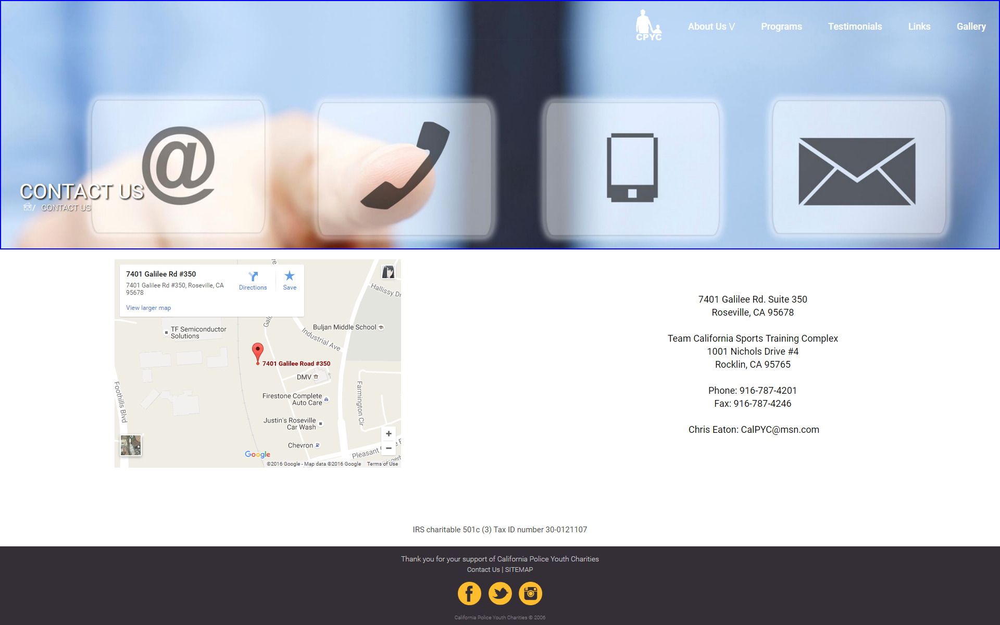 CPYC
About Us V
Programs
Testimonials
Links
Gallery
@
CONTACT US
/ CONTACT US
7401 Galilee Rd #350
7401 Galilee Rd #350, Roseville, CA
95678
Directions
Save
View larger map
Hallissy Dr
TF Semiconductor
Solutions
Buljan Middle School
Industrial Ave
7401 Galilee Road #350
DMV
Foothills Blvd
Firestone Complete
Auto Care
Farmington Cir
Justin's Roseville
Car Wash
Chevron
Pleasant
Google
©2016 Google - Map data ©2016 Google
Terms of Use
7401 Galilee Rd. Suite 350
Roseville, CA 95678
Team California Sports Training Complex
1001 Nichols Drive #4
Rocklin, CA 95765
Phone: 916-787-4201
Fax: 916-787-4246
Chris Eaton: CalPYC@msn.com
IRS charitable 501c (3) Tax ID number 30-0121107
Thank you for your support of California Police Youth Charities
Contact Us | SITEMAP
California Police Youth Charities © 2006